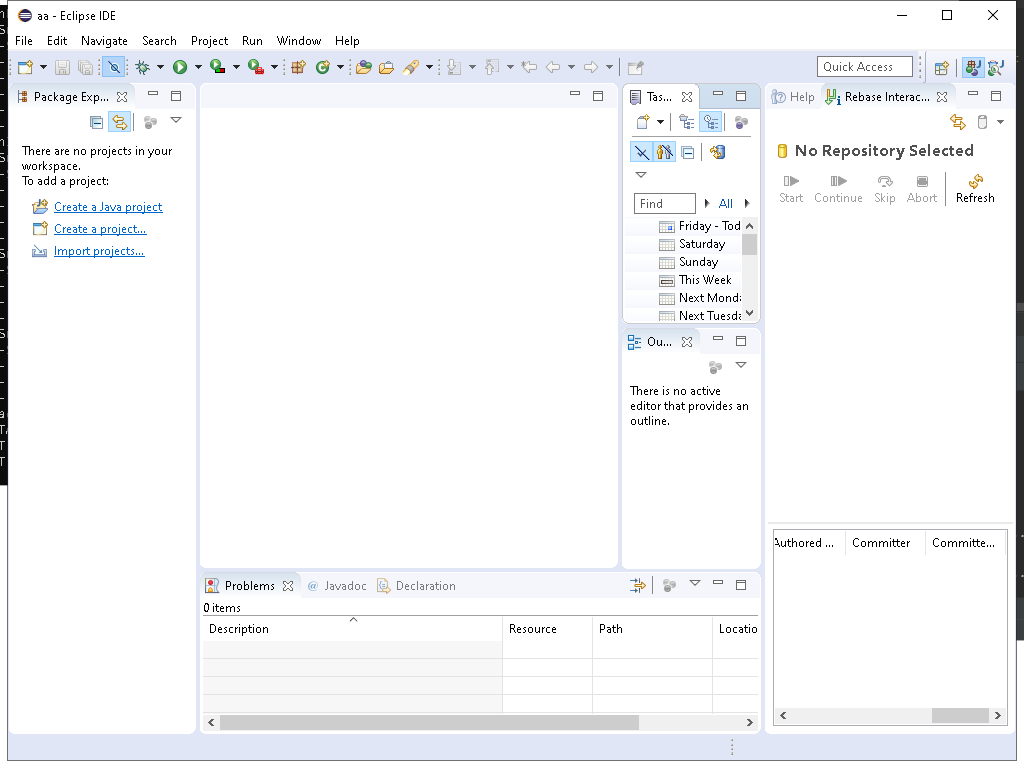 aa - Eclipse IDE
File Edit Navigate Search Project Run Window Help
Quick Access
Package Exp...
There are no projects in your
workspace.
To add a project:
Create a Java project
Create a project...
Import projects...
Tas...
Find
All
Friday - Tod
Saturday
Sunday
This Week
Next Monda
Next Tuesda
Ou...
There is no active
editor that provides an
outline.
Help Rebase Interac...
No Repository Selected
Start Continue Skip Abort Refresh
Authored ... Committer Committe...
Problems @ Javadoc Declaration
0 items
Description Resource Path Locatio